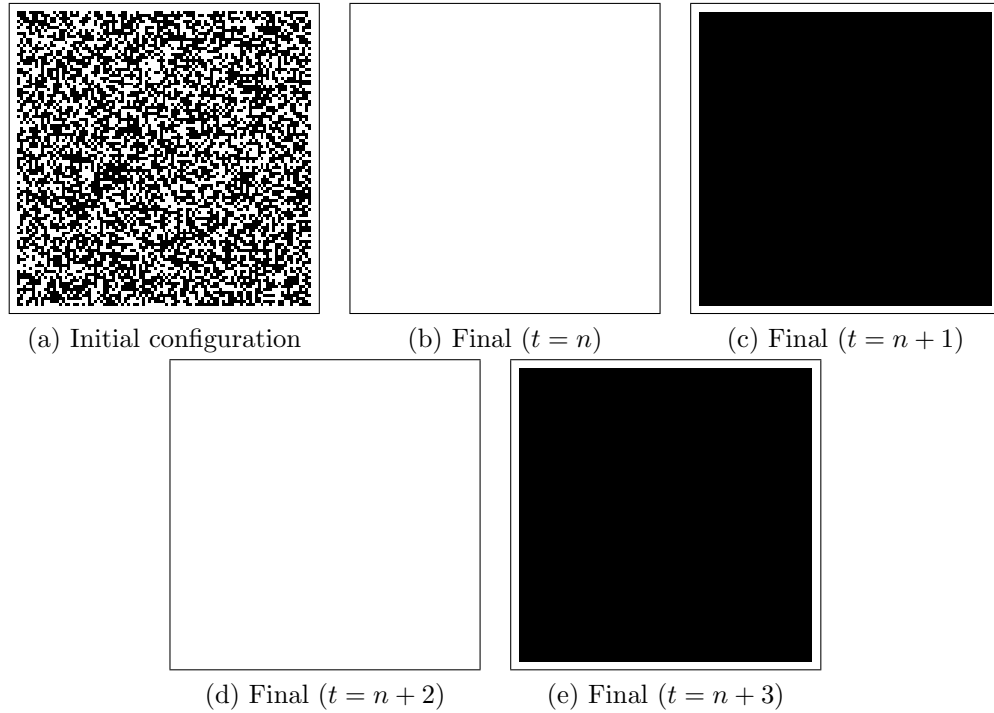 (a) Initial configuration
(b) Final (t = n)
(c) Final (t = n + 1)
(d) Final (t = n + 2)
(e) Final (t = n + 3)